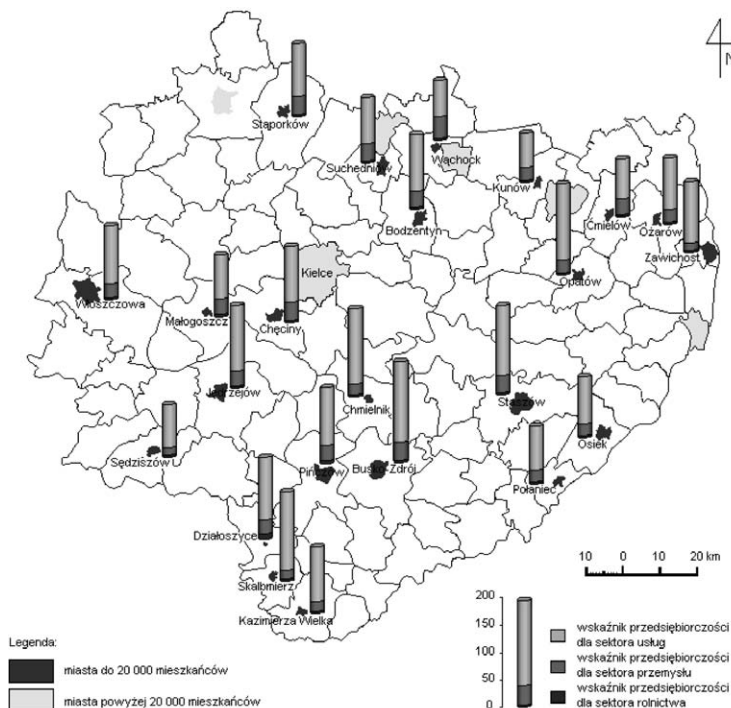 N
Stąporków
Suchedniów
Wąchock
Kunów
Bodzentyn
Ćmielów
Ożarów
Zawichost
Opatów
Kielce
Włoszczowa
Małogoszcz
Chęciny
Jędrzejów
Chmielnik
Staszów
Sędziszów
Pińczów
Busko-Zdrój
Osiek
Połaniec
Działoszyce
Skalbmierz
Kazimierza Wielka
10 0 10 20 km
200
150
100
50
0
wskaźnik przedsiębiorczości
dla sektora usług
wskaźnik przedsiębiorczości
dla sektora przemysłu
wskaźnik przedsiębiorczości
dla sektora rolnictwa
Legenda:
miasta do 20 000 mieszkańców
miasta powyżej 20 000 mieszkańców